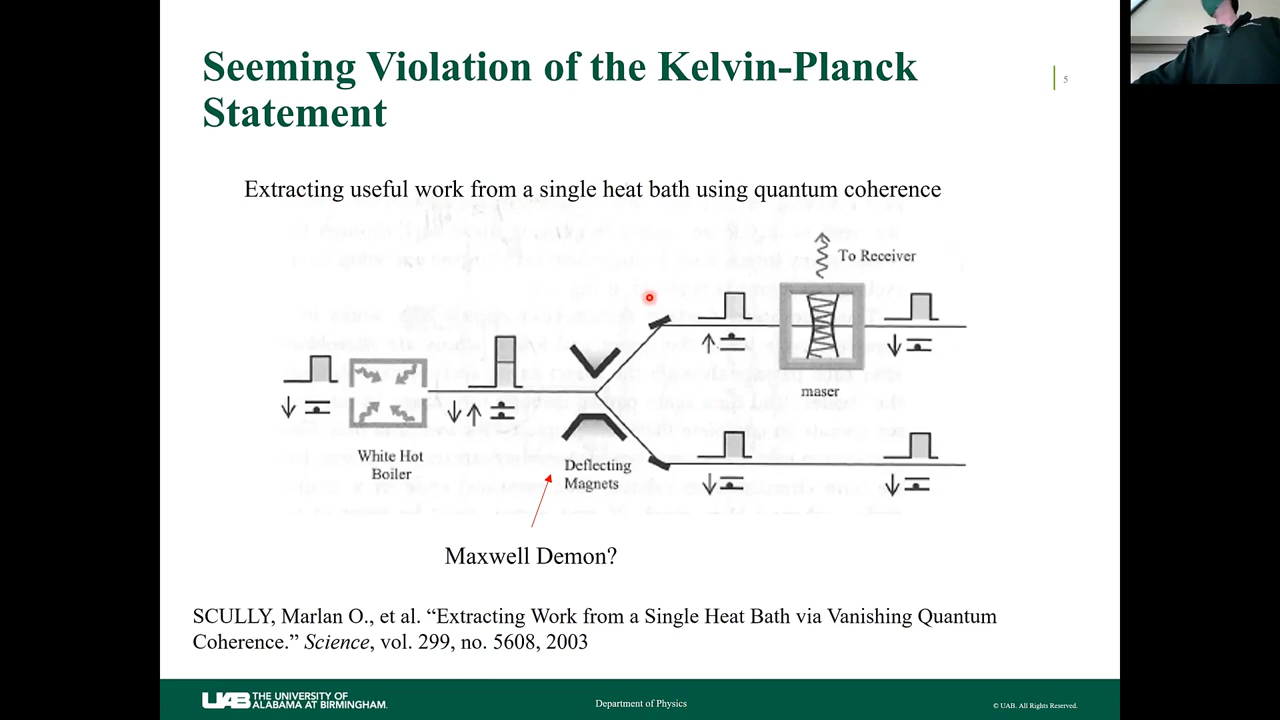 Seeming Violation of the Kelvin-Planck
Statement
5
Extracting useful work from a single heat bath using quantum coherence
To Receiver
maser
White Hot
Boiler
Deflecting
Magnets
Maxwell Demon?
SCULLY, Marlan O., et al. “Extracting Work from a Single Heat Bath via Vanishing Quantum
Coherence.” Science, vol. 299, no. 5608, 2003
UAB THE UNIVERSITY OF
ALABAMA AT BIRMINGHAM.
Department of Physics
© UAB. All Rights Reserved.